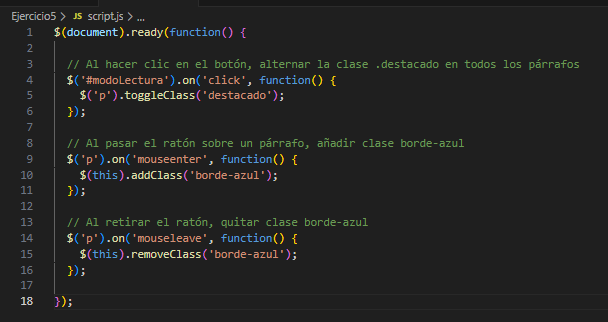 Ejercicio5 > JS script.js > ...
1 $(document).ready(function() {
2
3 // Al hacer clic en el botón, alternar la clase .destacado en todos los párrafos
4 $('#modoLectura').on('click', function() {
5 $('p').toggleClass('destacado');
6 });
7
8 // Al pasar el ratón sobre un párrafo, añadir clase borde-azul
9 $('p').on('mouseenter', function() {
10 $(this).addClass('borde-azul');
11 });
12
13 // Al retirar el ratón, quitar clase borde-azul
14 $('p').on('mouseleave', function() {
15 $(this).removeClass('borde-azul');
16 });
17
18 });